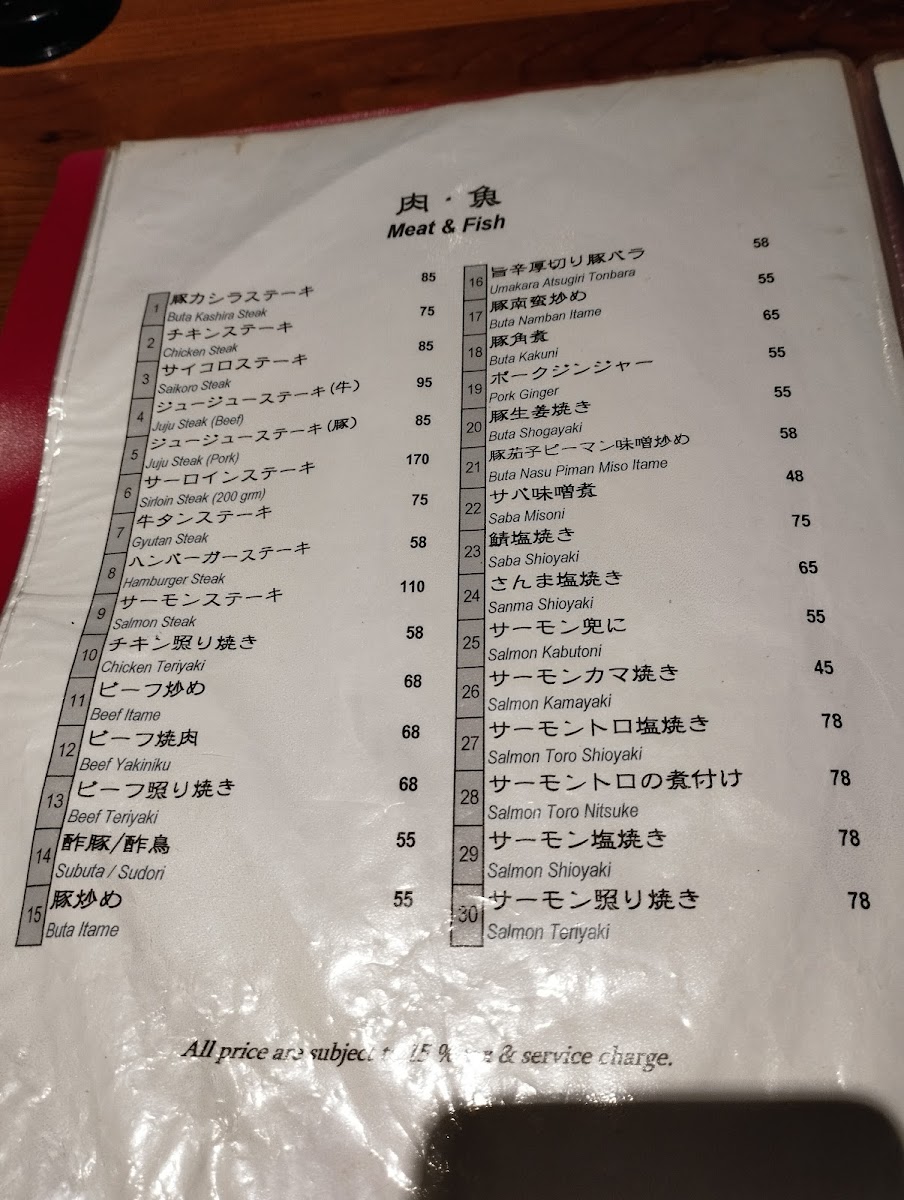 肉・魚
Meat & Fish
1 豚カシラステーキ 85
Buta Kashira Steak
2 チキンステーキ 75
Chicken Steak
3 サイコロステーキ 85
Saikoro Steak
4 ジュージューステーキ(牛) 95
Juju Steak (Beef)
5 ジュージューステーキ(豚) 85
Juju Steak (Pork)
6 サーロインステーキ 170
Sirloin Steak (200 grm)
7 牛タンステーキ 75
Gyutan Steak
8 ハンバーガーステーキ 58
Hamburger Steak
9 サーモンステーキ 110
Salmon Steak
10 チキン照り焼き 58
Chicken Teriyaki
11 ビーフ炒め 68
Beef Itame
12 ビーフ焼肉 68
Beef Yakiniku
13 ビーフ照り焼き 68
Beef Teriyaki
14 酢豚/酢鳥 55
Subuta / Sudori
15 豚炒め 55
Buta Itame
16 旨辛厚切り豚バラ 58
Umakara Atsugiri Tonbara
17 豚南蛮炒め 55
Buta Namban Itame
18 豚角煮 65
Buta Kakuni
19 ポークジンジャー 55
Pork Ginger
20 豚生姜焼き 55
Buta Shogayaki
21 豚茄子ピーマン味噌炒め 58
Buta Nasu Piman Miso Itame
22 サバ味噌煮 48
Saba Misoni
23 鯖塩焼き 75
Saba Shioyaki
24 さんま塩焼き 65
Sanma Shioyaki
25 サーモン兜に 55
Salmon Kabutoni
26 サーモンカマ焼き 45
Salmon Kamayaki
27 サーモントロ塩焼き 78
Salmon Toro Shioyaki
28 サーモントロの煮付け 78
Salmon Toro Nitsuke
29 サーモン塩焼き 78
Salmon Shioyaki
30 サーモン照り焼き 78
Salmon Teriyaki
All price are subject 15 % & service charge.